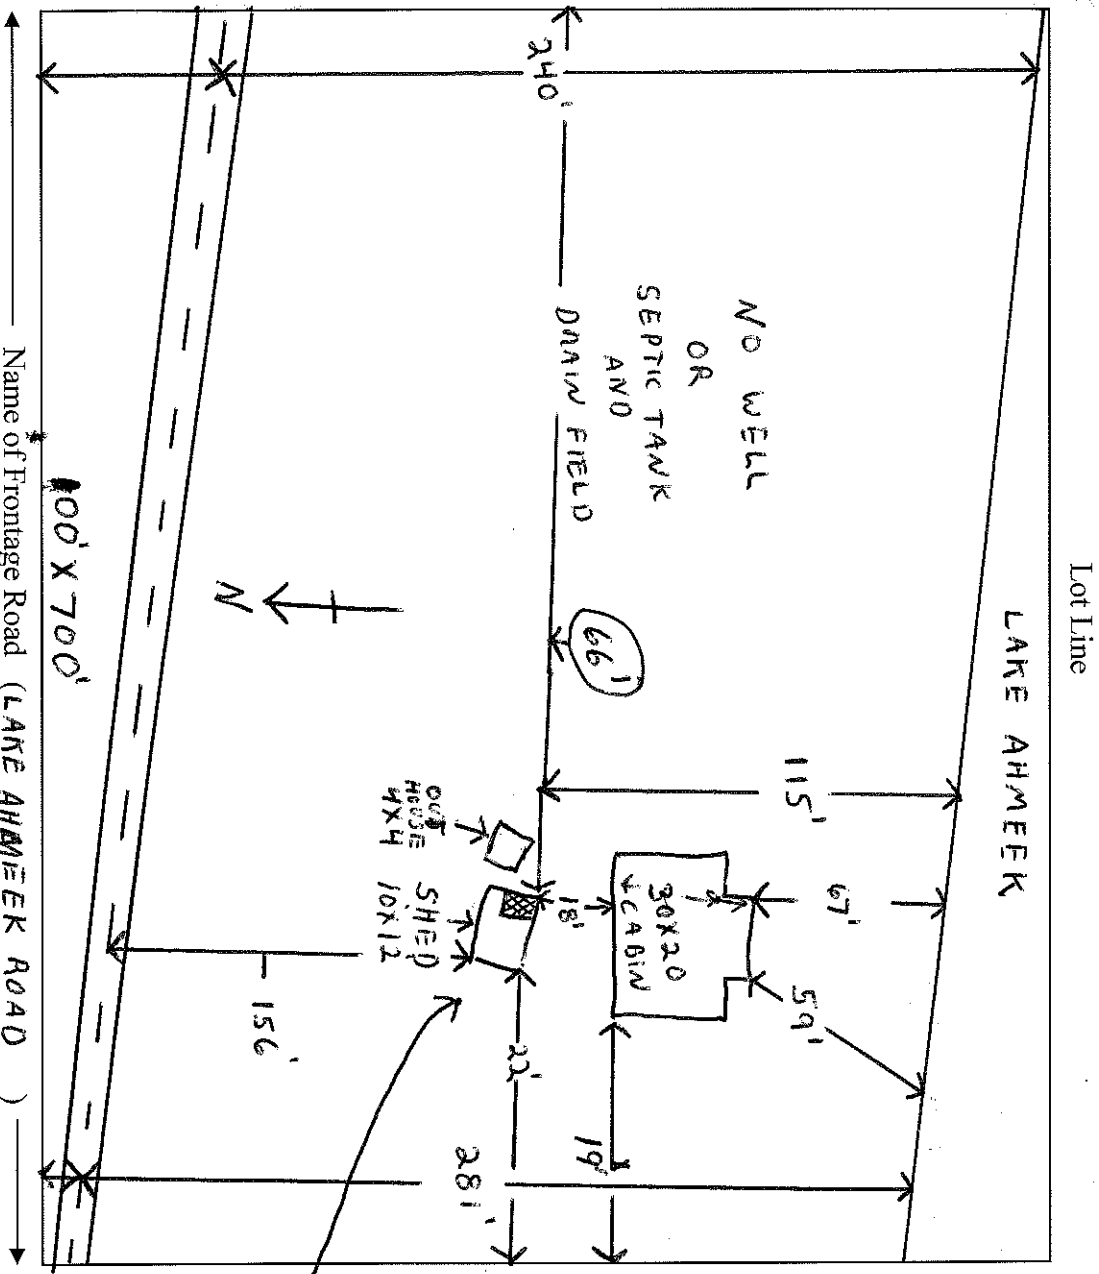 Lot Line
LAKE AHMEEK
240'
NO WELL
OR
SEPTIC TANK
AND
DRAIN FIELD
66'
115'
67'
59'
30X20
CABIN
18'
OUT
HOUSE
4X4
SHED
10X12
22'
19'
281'
156'
N
100' X 700'
Name of Frontage Road (LAKE AHMEEK ROAD )